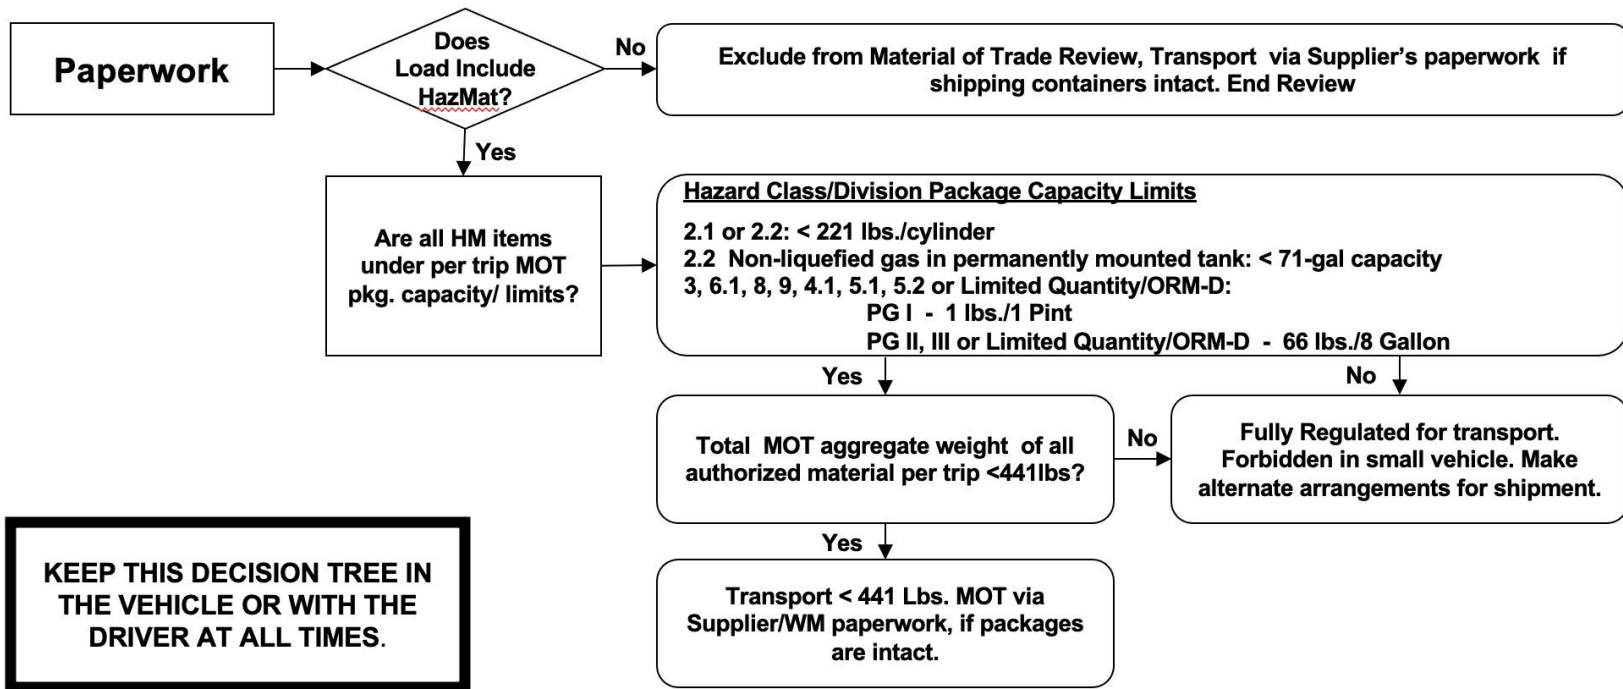 Paperwork
Does
Load Include
HazMat?
No
Exclude from Material of Trade Review, Transport via Supplier’s paperwork if
shipping containers intact. End Review
Yes
Are all HM items
under per trip MOT
pkg. capacity/ limits?
Hazard Class/Division Package Capacity Limits
2.1 or 2.2: < 221 lbs./cylinder
2.2 Non-liquefied gas in permanently mounted tank: < 71-gal capacity
3, 6.1, 8, 9, 4.1, 5.1, 5.2 or Limited Quantity/ORM-D:
PG I - 1 lbs./1 Pint
PG II, III or Limited Quantity/ORM-D - 66 lbs./8 Gallon
Yes
No
Total MOT aggregate weight of all
authorized material per trip <441lbs?
No
Fully Regulated for transport.
Forbidden in small vehicle. Make
alternate arrangements for shipment.
Yes
Transport < 441 Lbs. MOT via
Supplier/WM paperwork, if packages
are intact.
KEEP THIS DECISION TREE IN
THE VEHICLE OR WITH THE
DRIVER AT ALL TIMES.